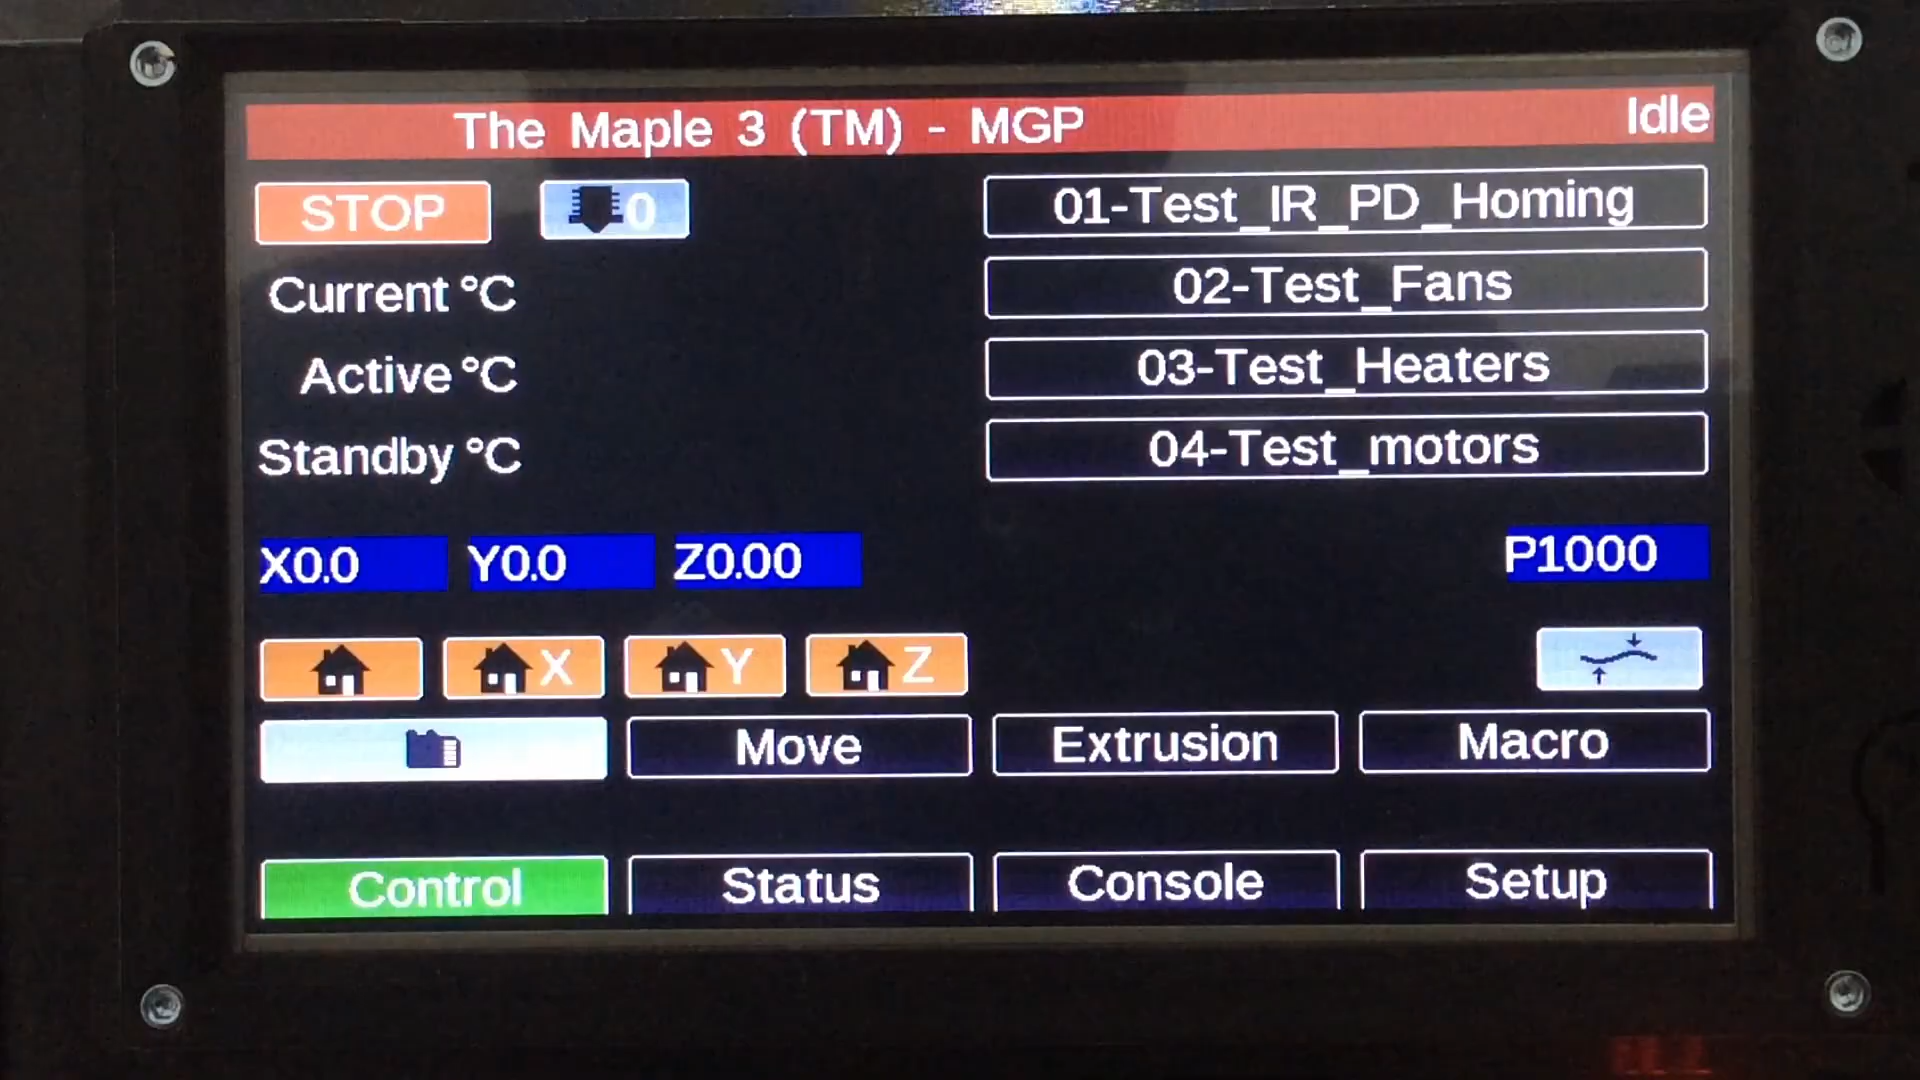 The Maple 3 (TM) - MGP Idle
STOP 0 01-Test_IR_PD_Homing
Current °C 02-Test_Fans
Active °C 03-Test_Heaters
Standby °C 04-Test_motors
X0.0 Y0.0 Z0.00 P1000
X Y Z
Move Extrusion Macro
Control Status Console Setup